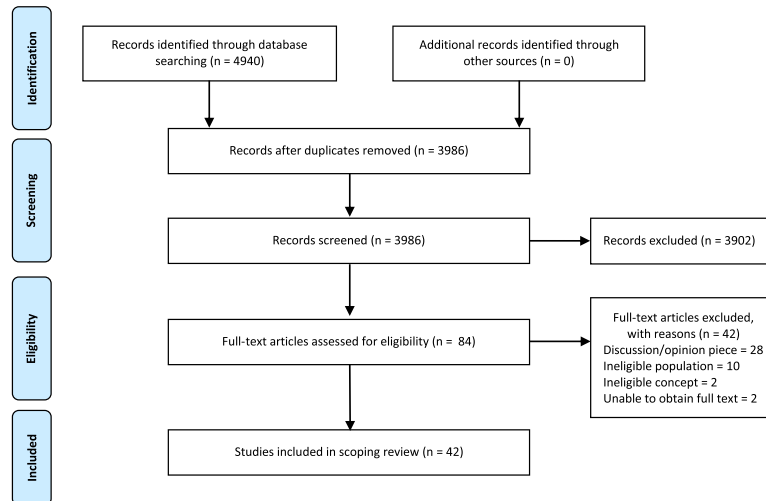 Identification
Records identified through database
searching (n = 4940)
Additional records identified through
other sources (n = 0)
Records after duplicates removed (n = 3986)
Screening
Records screened (n = 3986)
Records excluded (n = 3902)
Eligibility
Full-text articles assessed for eligibility (n = 84)
Full-text articles excluded,
with reasons (n = 42)
Discussion/opinion piece = 28
Ineligible population = 10
Ineligible concept = 2
Unable to obtain full text = 2
Included
Studies included in scoping review (n = 42)